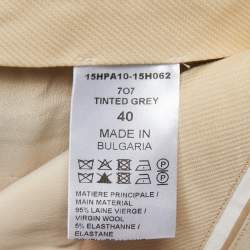 15HPA10-15H062
707
TINTED GREY
40
MADE IN
BULGARIA
MATIERE PRINCIPALE/
MAIN MATERIAL
95% LAINE VIERGE/
VIRGIN WOOL
5% ELASTHANNE/
ELASTANE